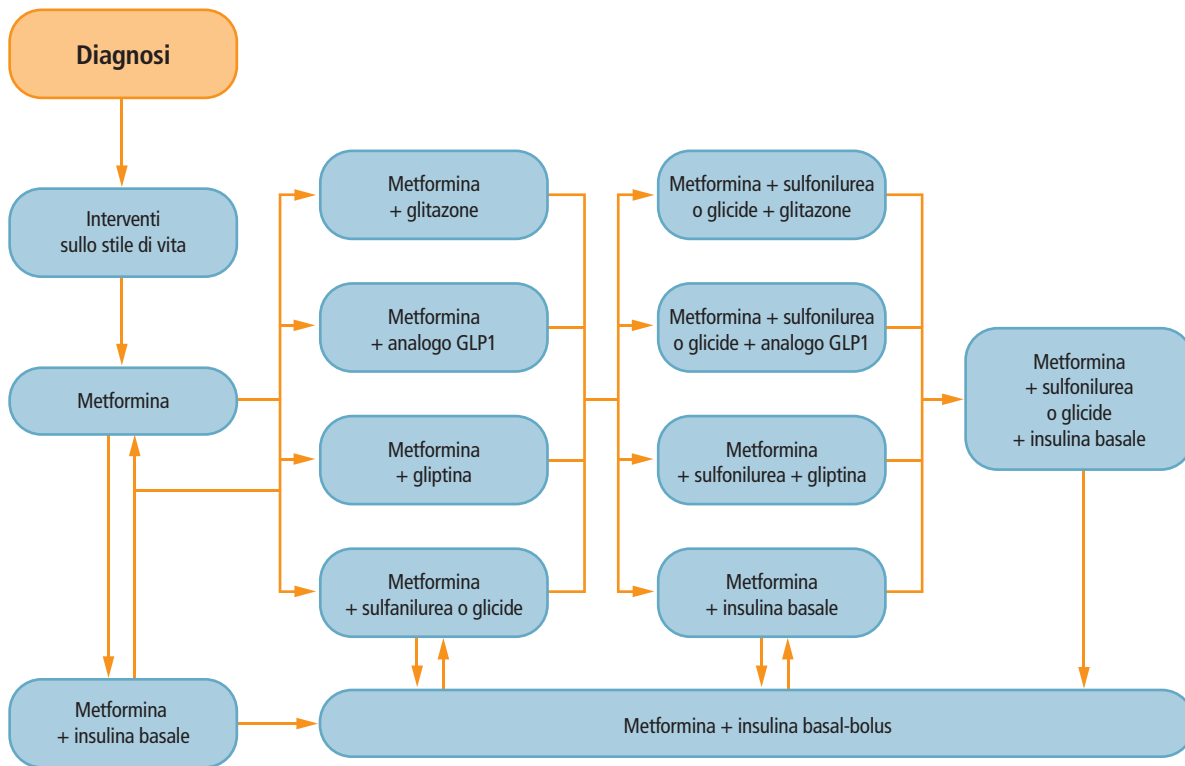 Diagnosi
Interventi
sullo stile di vita
Metformina
Metformina
+ insulina basale
Metformina
+ glitazone
Metformina
+ analogo GLP1
Metformina
+ gliptina
Metformina
+ sulfanilurea o glicide
Metformina + sulfonilurea
o glicide + glitazone
Metformina + sulfonilurea
o glicide + analogo GLP1
Metformina
+ sulfonilurea + gliptina
Metformina
+ insulina basale
Metformina
+ sulfonilurea
o glicide
+ insulina basale
Metformina + insulina basal-bolus